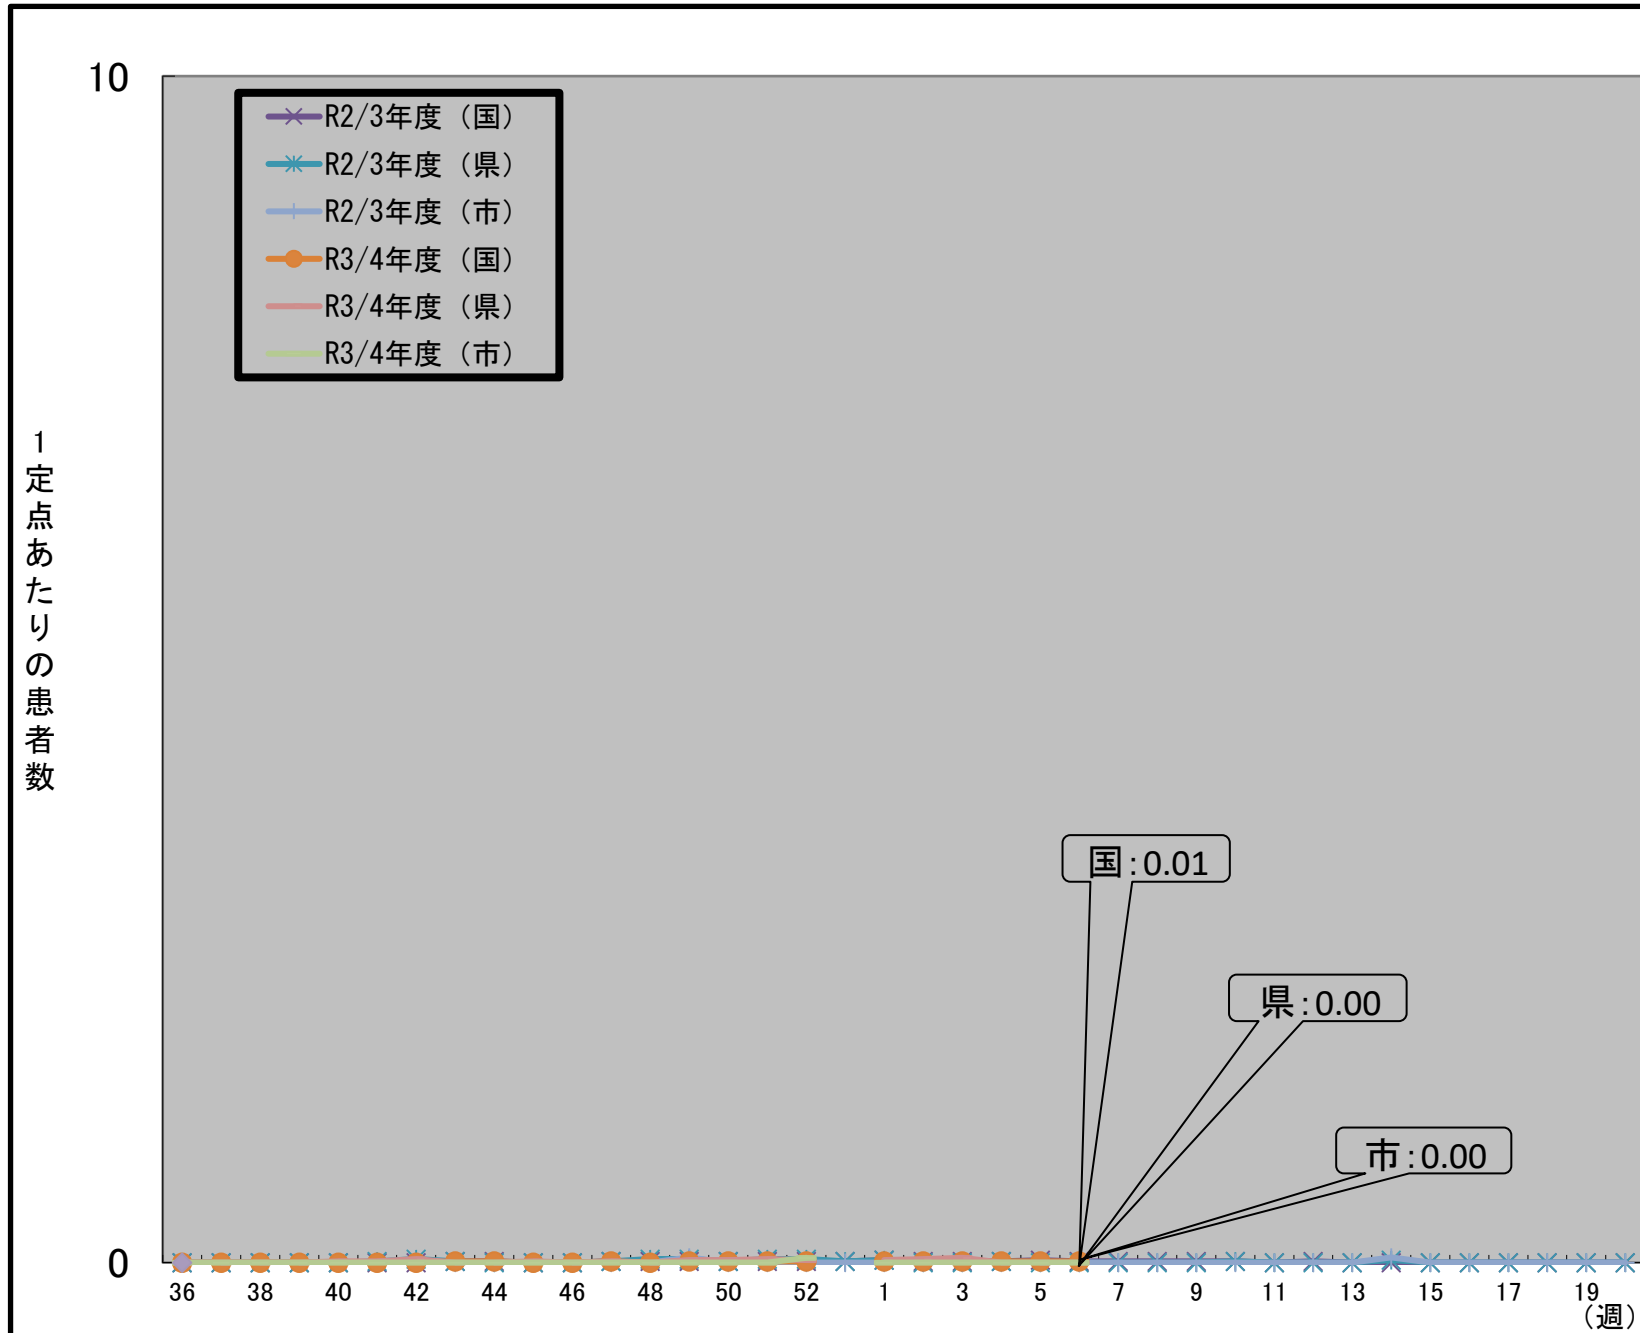 10
R2/3年度（国）
R2/3年度（県）
R2/3年度（市）
R3/4年度（国）
R3/4年度（県）
R3/4年度（市）
1定点あたりの患者数
国:0.01
県:0.00
市:0.00
0
36 38 40 42 44 46 48 50 52 1 3 5 7 9 11 13 15 17 19
（週）